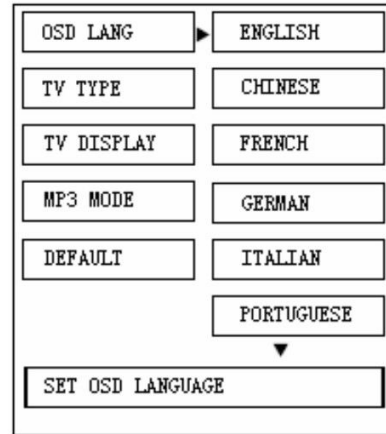 OSD LANG
ENGLISH
TV TYPE
CHINESE
TV DISPLAY
FRENCH
MP3 MODE
GERMAN
DEFAULT
ITALIAN
PORTUGUESE
SET OSD LANGUAGE